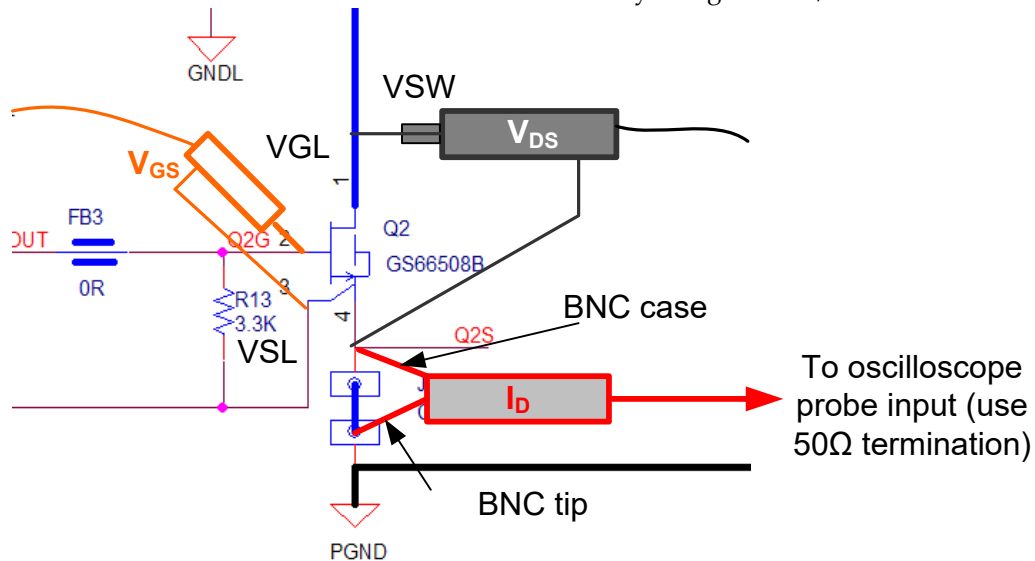 GNDL
VSW
VDS
VGL
VGS
1
FB3
OUT
Q2G
2
Q2
GS66508B
0R
3
R13
3.3K
4
BNC case
VSL
Q2S
ID
To oscilloscope
probe input (use
50Ω termination)
BNC tip
PGND